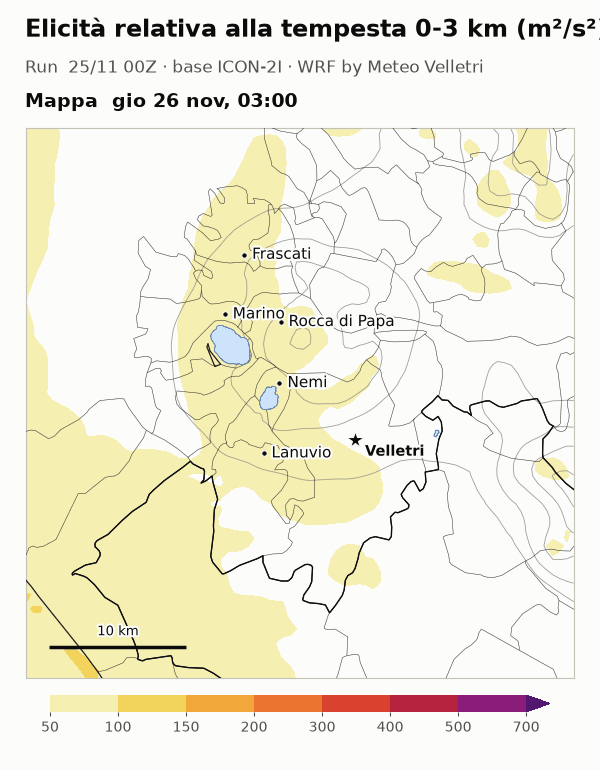 Elicità relativa alla tempesta 0-3 km (m²/s²)
Run  25/11 00Z · base ICON-2I · WRF by Meteo Velletri
Mappa  gio 26 nov, 03:00
Frascati
Marino
Rocca di Papa
Nemi
Velletri
Lanuvio
10 km
50 100 150 200 300 400 500 700